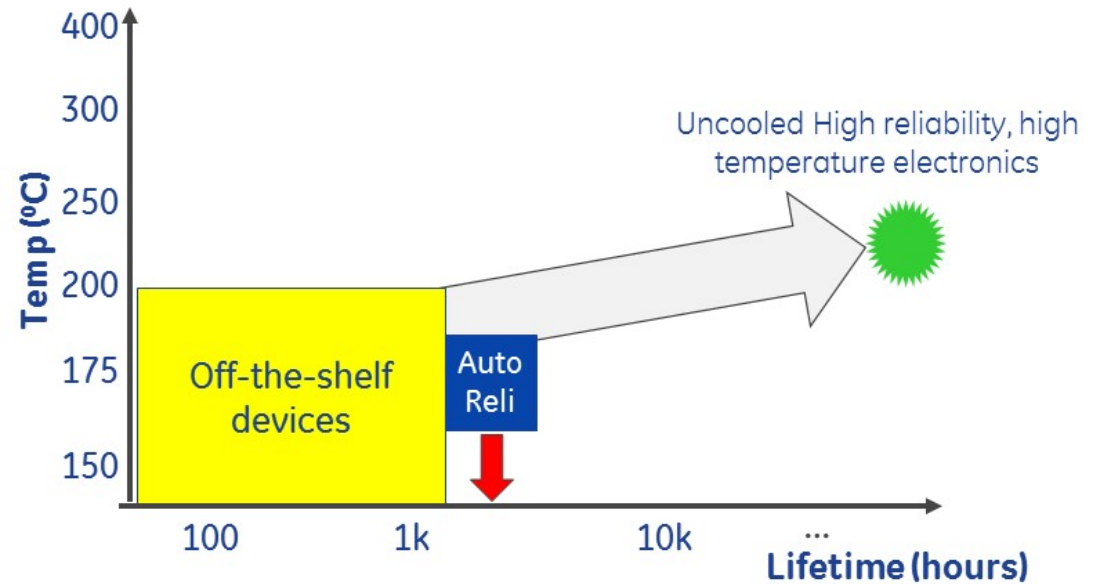 400
300
250
200
175
150
Temp (⁰C)
Uncooled High reliability, high
temperature electronics
Off-the-shelf
devices
Auto
Reli
100
1k
10k
...
Lifetime (hours)